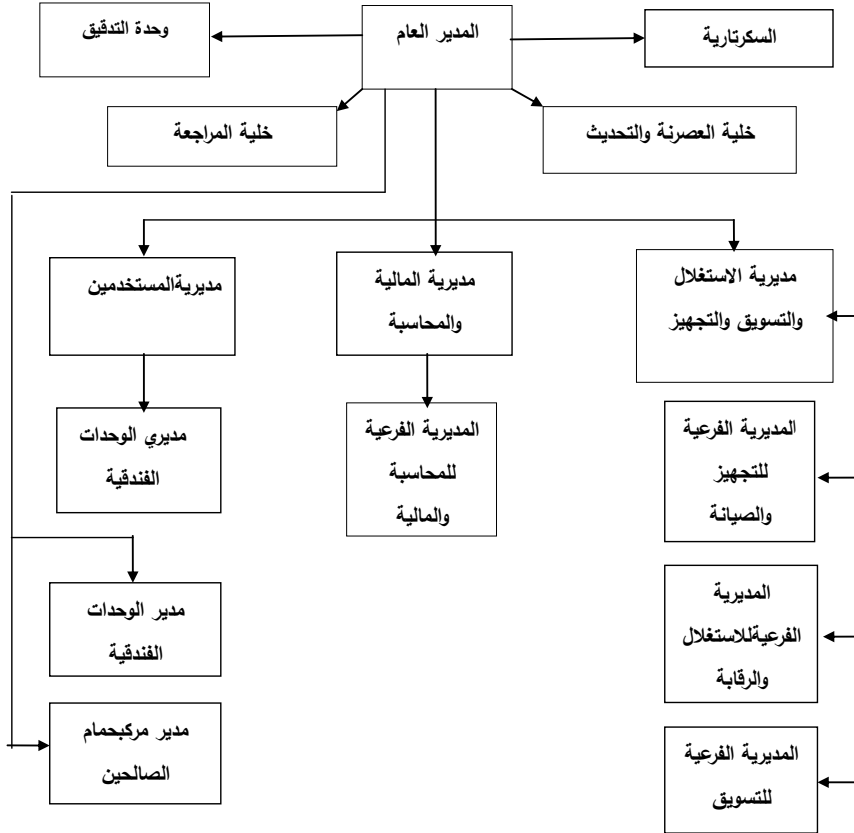 السكرتارية
المدير العام
وحدة التدقيق
خلية العصرنة والتحديث
خلية المراجعة
مديرية الاستغلال
والتسويق والتجهيز
مديرية المالية
والمحاسبة
مديريةالمستخدمين
المديرية الفرعية
للتجهيز
والصيانة
المديرية الفرعية
للمحاسبة
والمالية
مديري الوحدات
الفندقية
المديرية
الفرعيةللاستغلال
والرقابة
مدير الوحدات
الفندقية
المديرية الفرعية
للتسويق
مدير مركبحمام
الصالحين